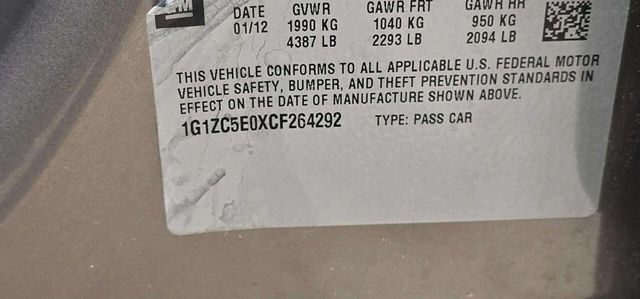 DATE GVWR GAWR FRT GAWR RR
01/12 1990 KG 1040 KG 950 KG
4387 LB 2293 LB 2094 LB
THIS VEHICLE CONFORMS TO ALL APPLICABLE U.S. FEDERAL MOTOR
VEHICLE SAFETY, BUMPER, AND THEFT PREVENTION STANDARDS IN
EFFECT ON THE DATE OF MANUFACTURE SHOWN ABOVE.
1G1ZC5E0XCF264292 TYPE: PASS CAR